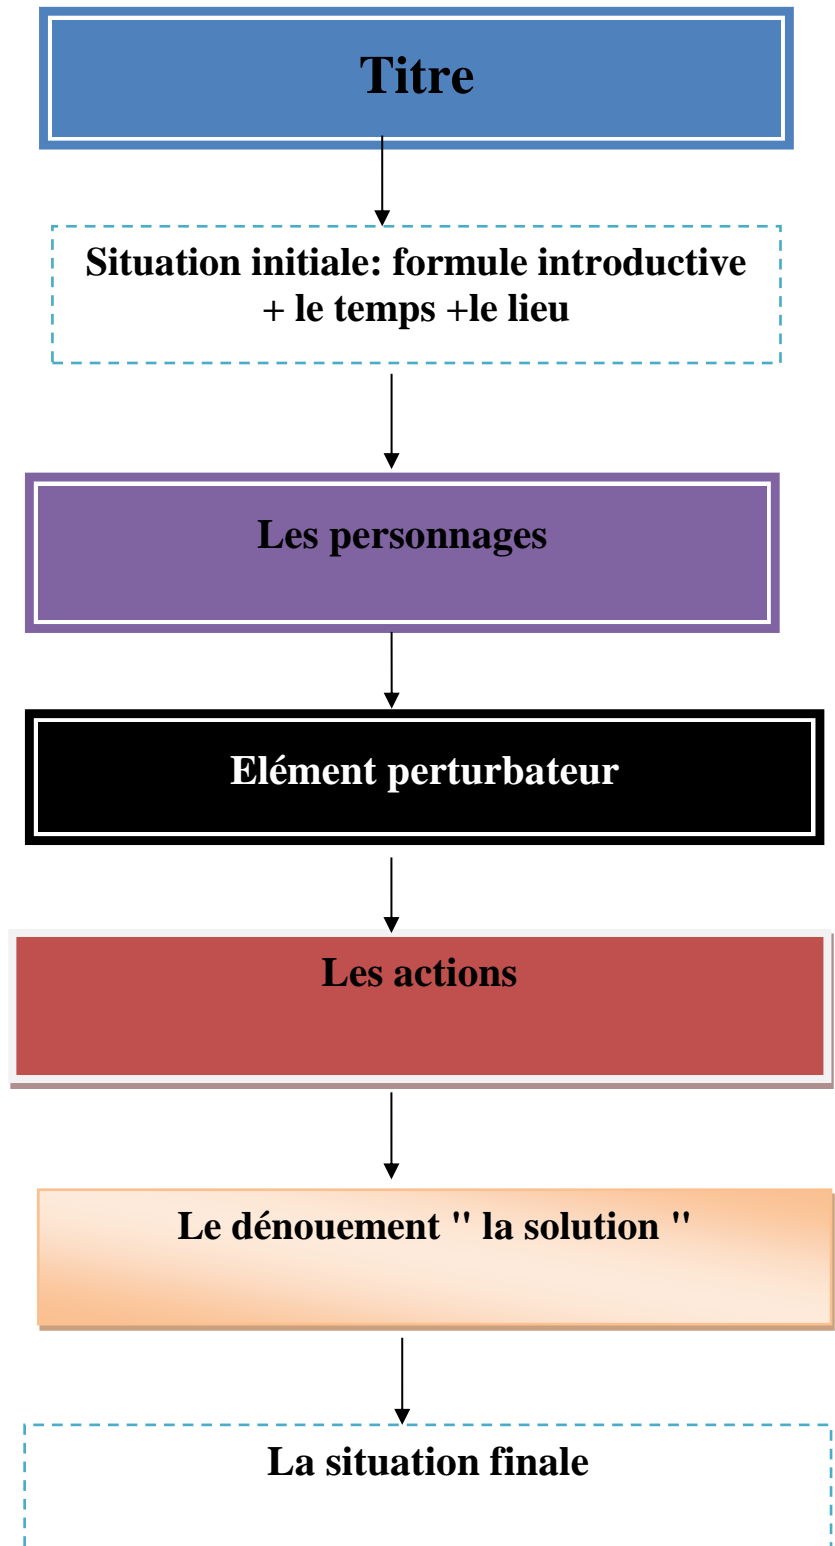 Titre
Situation initiale: formule introductive
+ le temps +le lieu
Les personnages
Elément perturbateur
Les actions
Le dénouement " la solution "
La situation finale